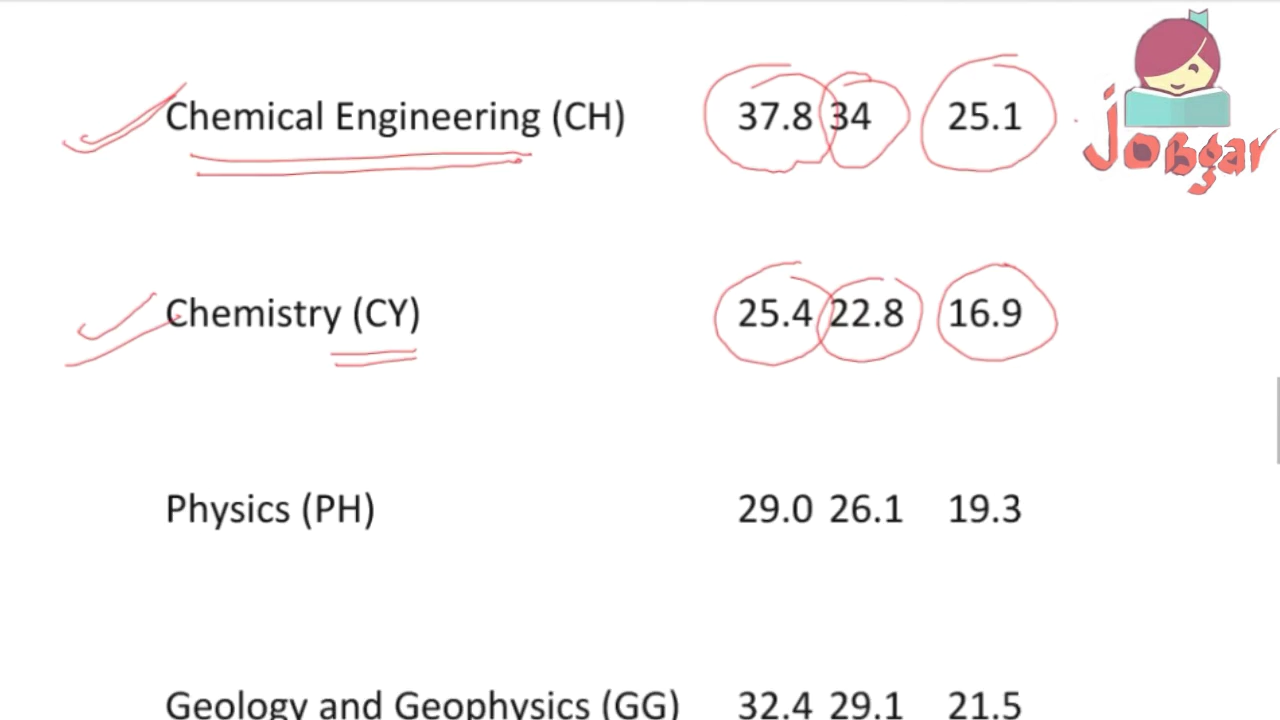 Chemical Engineering (CH) 37.8 34 25.1
Jobgar
Chemistry (CY) 25.4 22.8 16.9
Physics (PH) 29.0 26.1 19.3
Geology and Geophysics (GG) 32.4 29.1 21.5